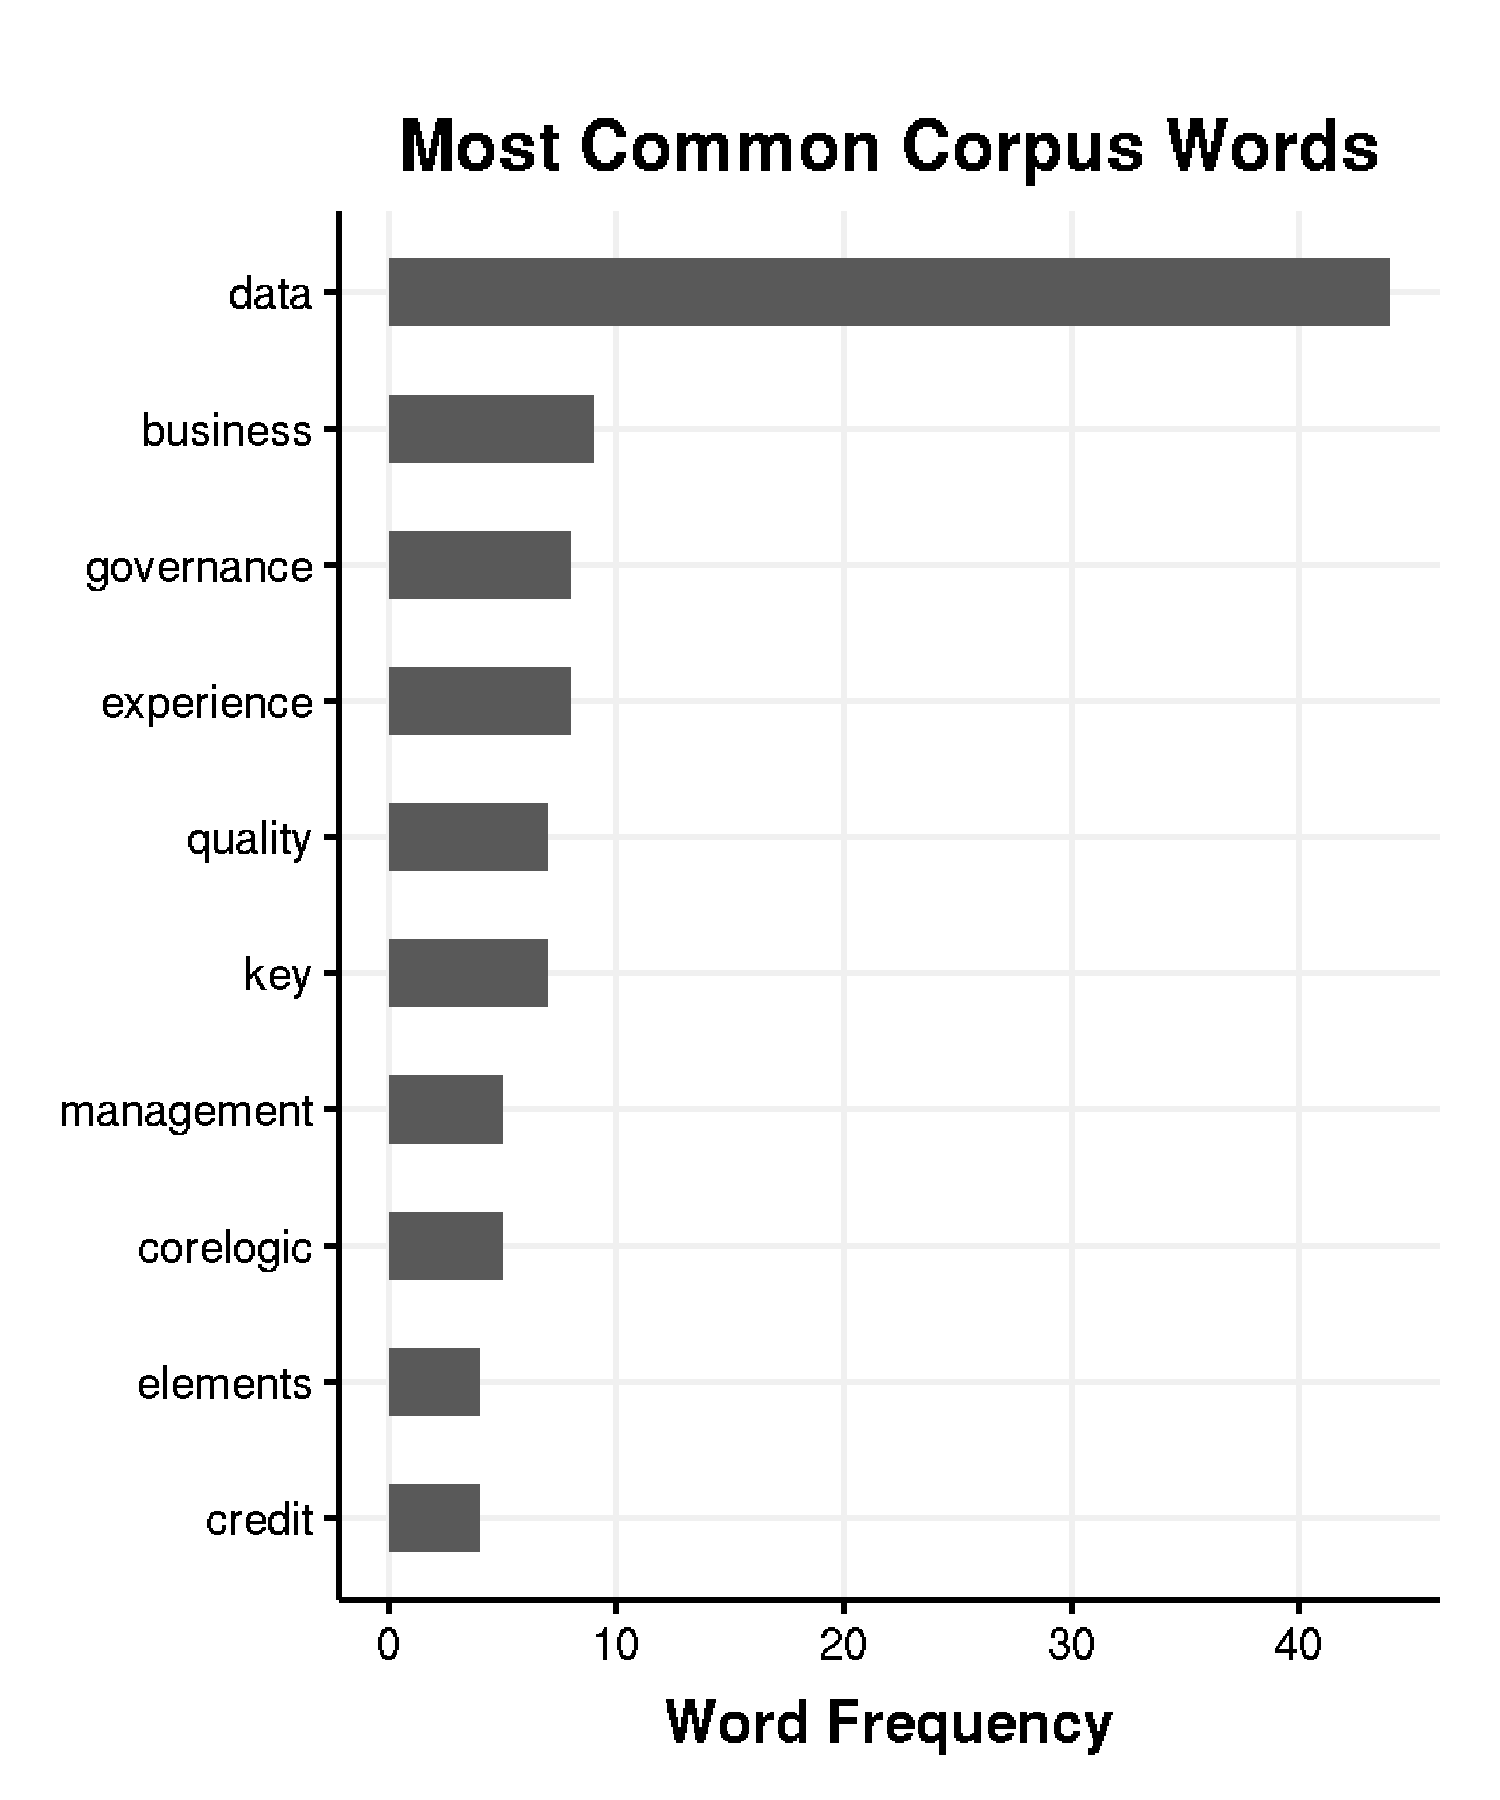 Most Common Corpus Words
data
business
governance
experience
quality
key
management
corelogic
elements
credit
0 10 20 30 40
Word Frequency